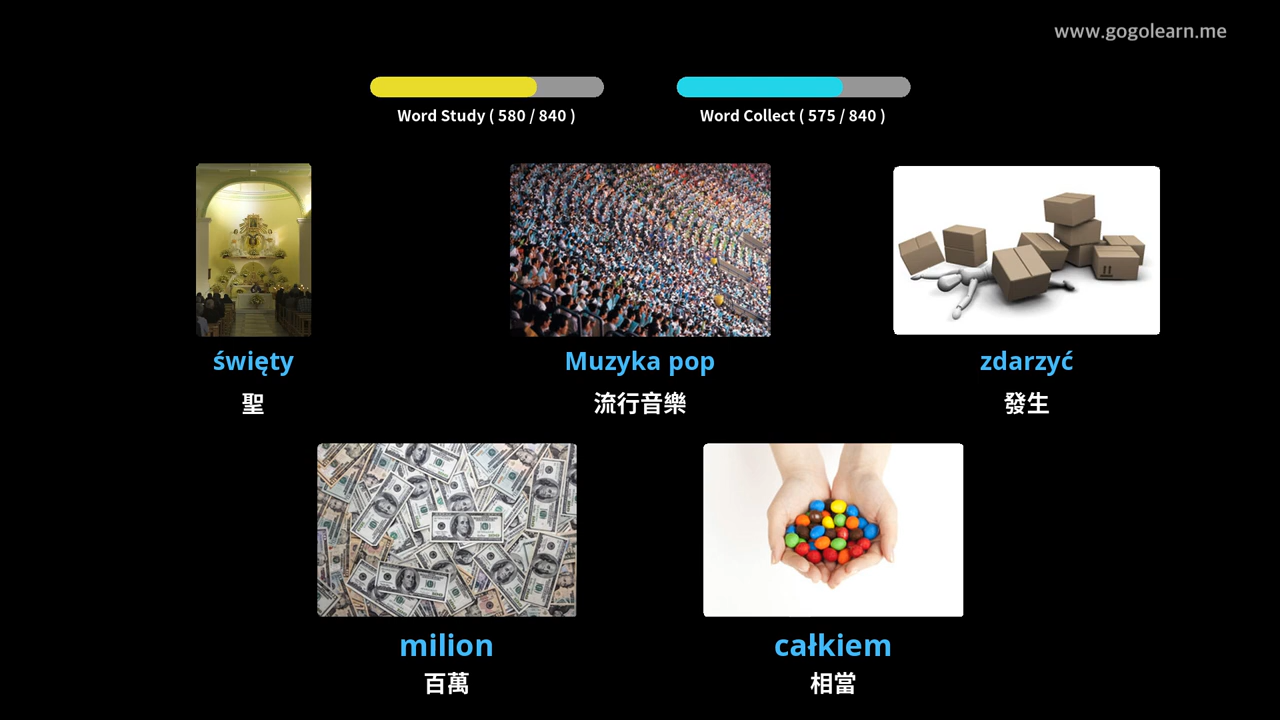 www.gogolearn.me
Word Study ( 580 / 840 )
Word Collect ( 575 / 840 )
święty
Muzyka pop
zdarzyć
聖
流行音樂
發生
milion
całkiem
百萬
相當